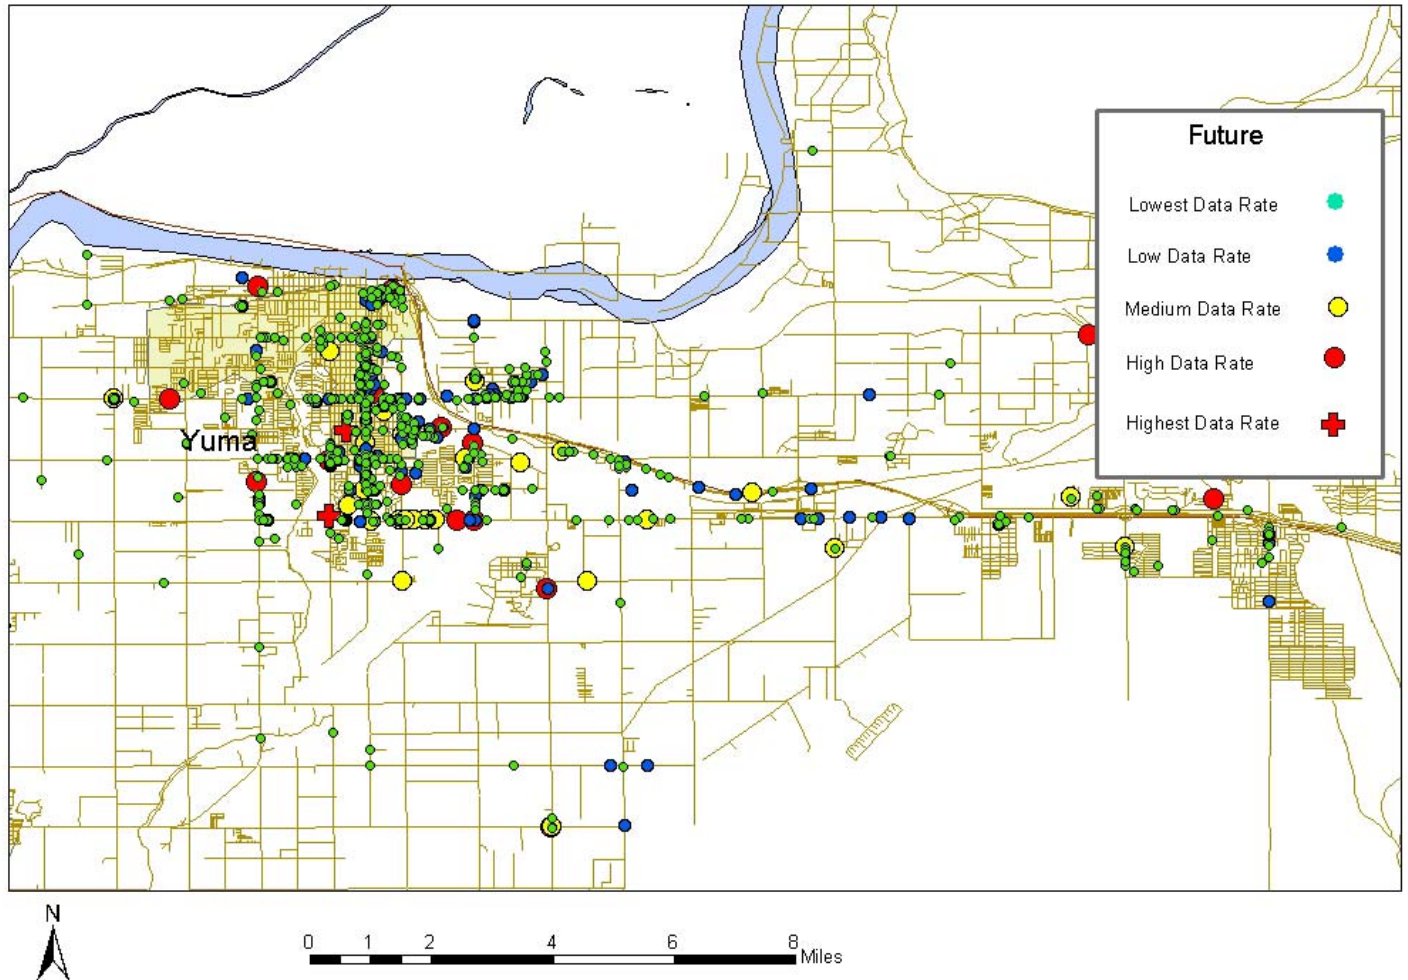 Future
Lowest Data Rate
Low Data Rate
Medium Data Rate
High Data Rate
Highest Data Rate
Yuma
N
0 1 2 4 6 8
Miles